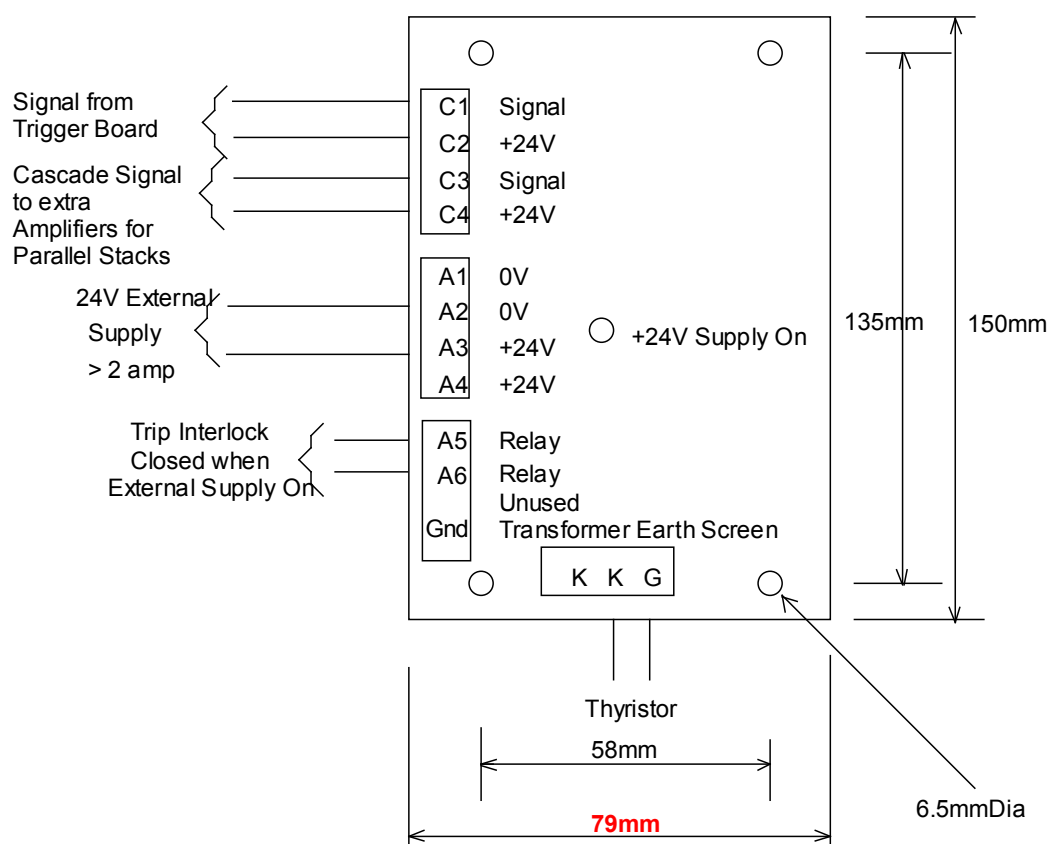 Signal from
Trigger Board
Cascade Signal
to extra
Amplifiers for
Parallel Stacks
24V External
Supply
> 2 amp
Trip Interlock
Closed when
External Supply On
C1 Signal
C2 +24V
C3 Signal
C4 +24V
A1 0V
A2 0V
A3 +24V
A4 +24V
A5 Relay
A6 Relay
Unused
Gnd Transformer Earth Screen
K K G
+24V Supply On
135mm
150mm
Thyristor
58mm
79mm
6.5mmDia